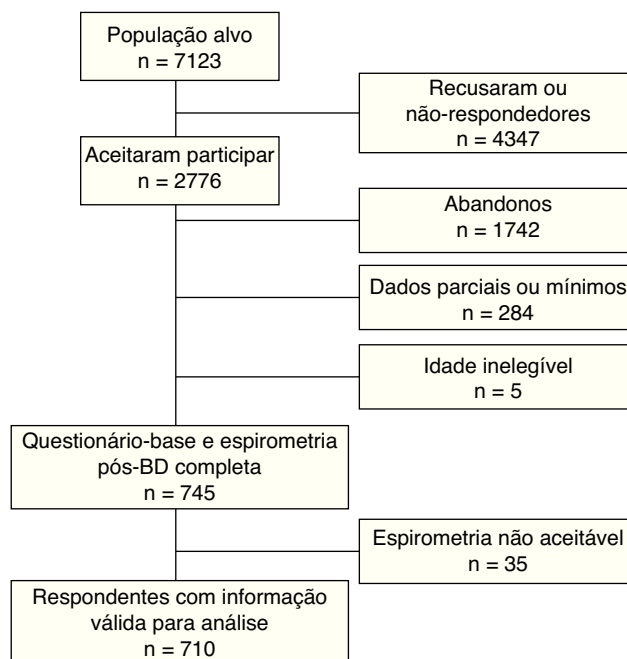 População alvo
n = 7123
Recusaram ou
não-respondedores
n = 4347
Aceitaram participar
n = 2776
Abandonos
n = 1742
Dados parciais ou mínimos
n = 284
Idade inelegível
n = 5
Questionário-base e espirometria
pós-BD completa
n = 745
Espirometria não aceitável
n = 35
Respondentes com informação
válida para análise
n = 710